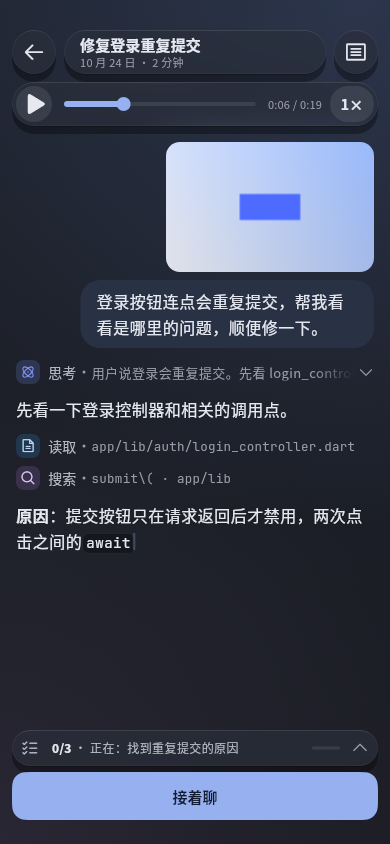 修复登录重复提交
10 月 24 日 · 2 分钟
0:06 / 0:19
1×
登录按钮连点会重复提交，帮我看
看是哪里的问题，顺便修一下。
思考 · 用户说登录会重复提交。先看 login_contro
先看一下登录控制器和相关的调用点。
读取 · app/lib/auth/login_controller.dart
搜索 · submit\( · app/lib
原因：提交按钮只在请求返回后才禁用，两次点
击之间的 await
0/3 · 正在：找到重复提交的原因
接着聊